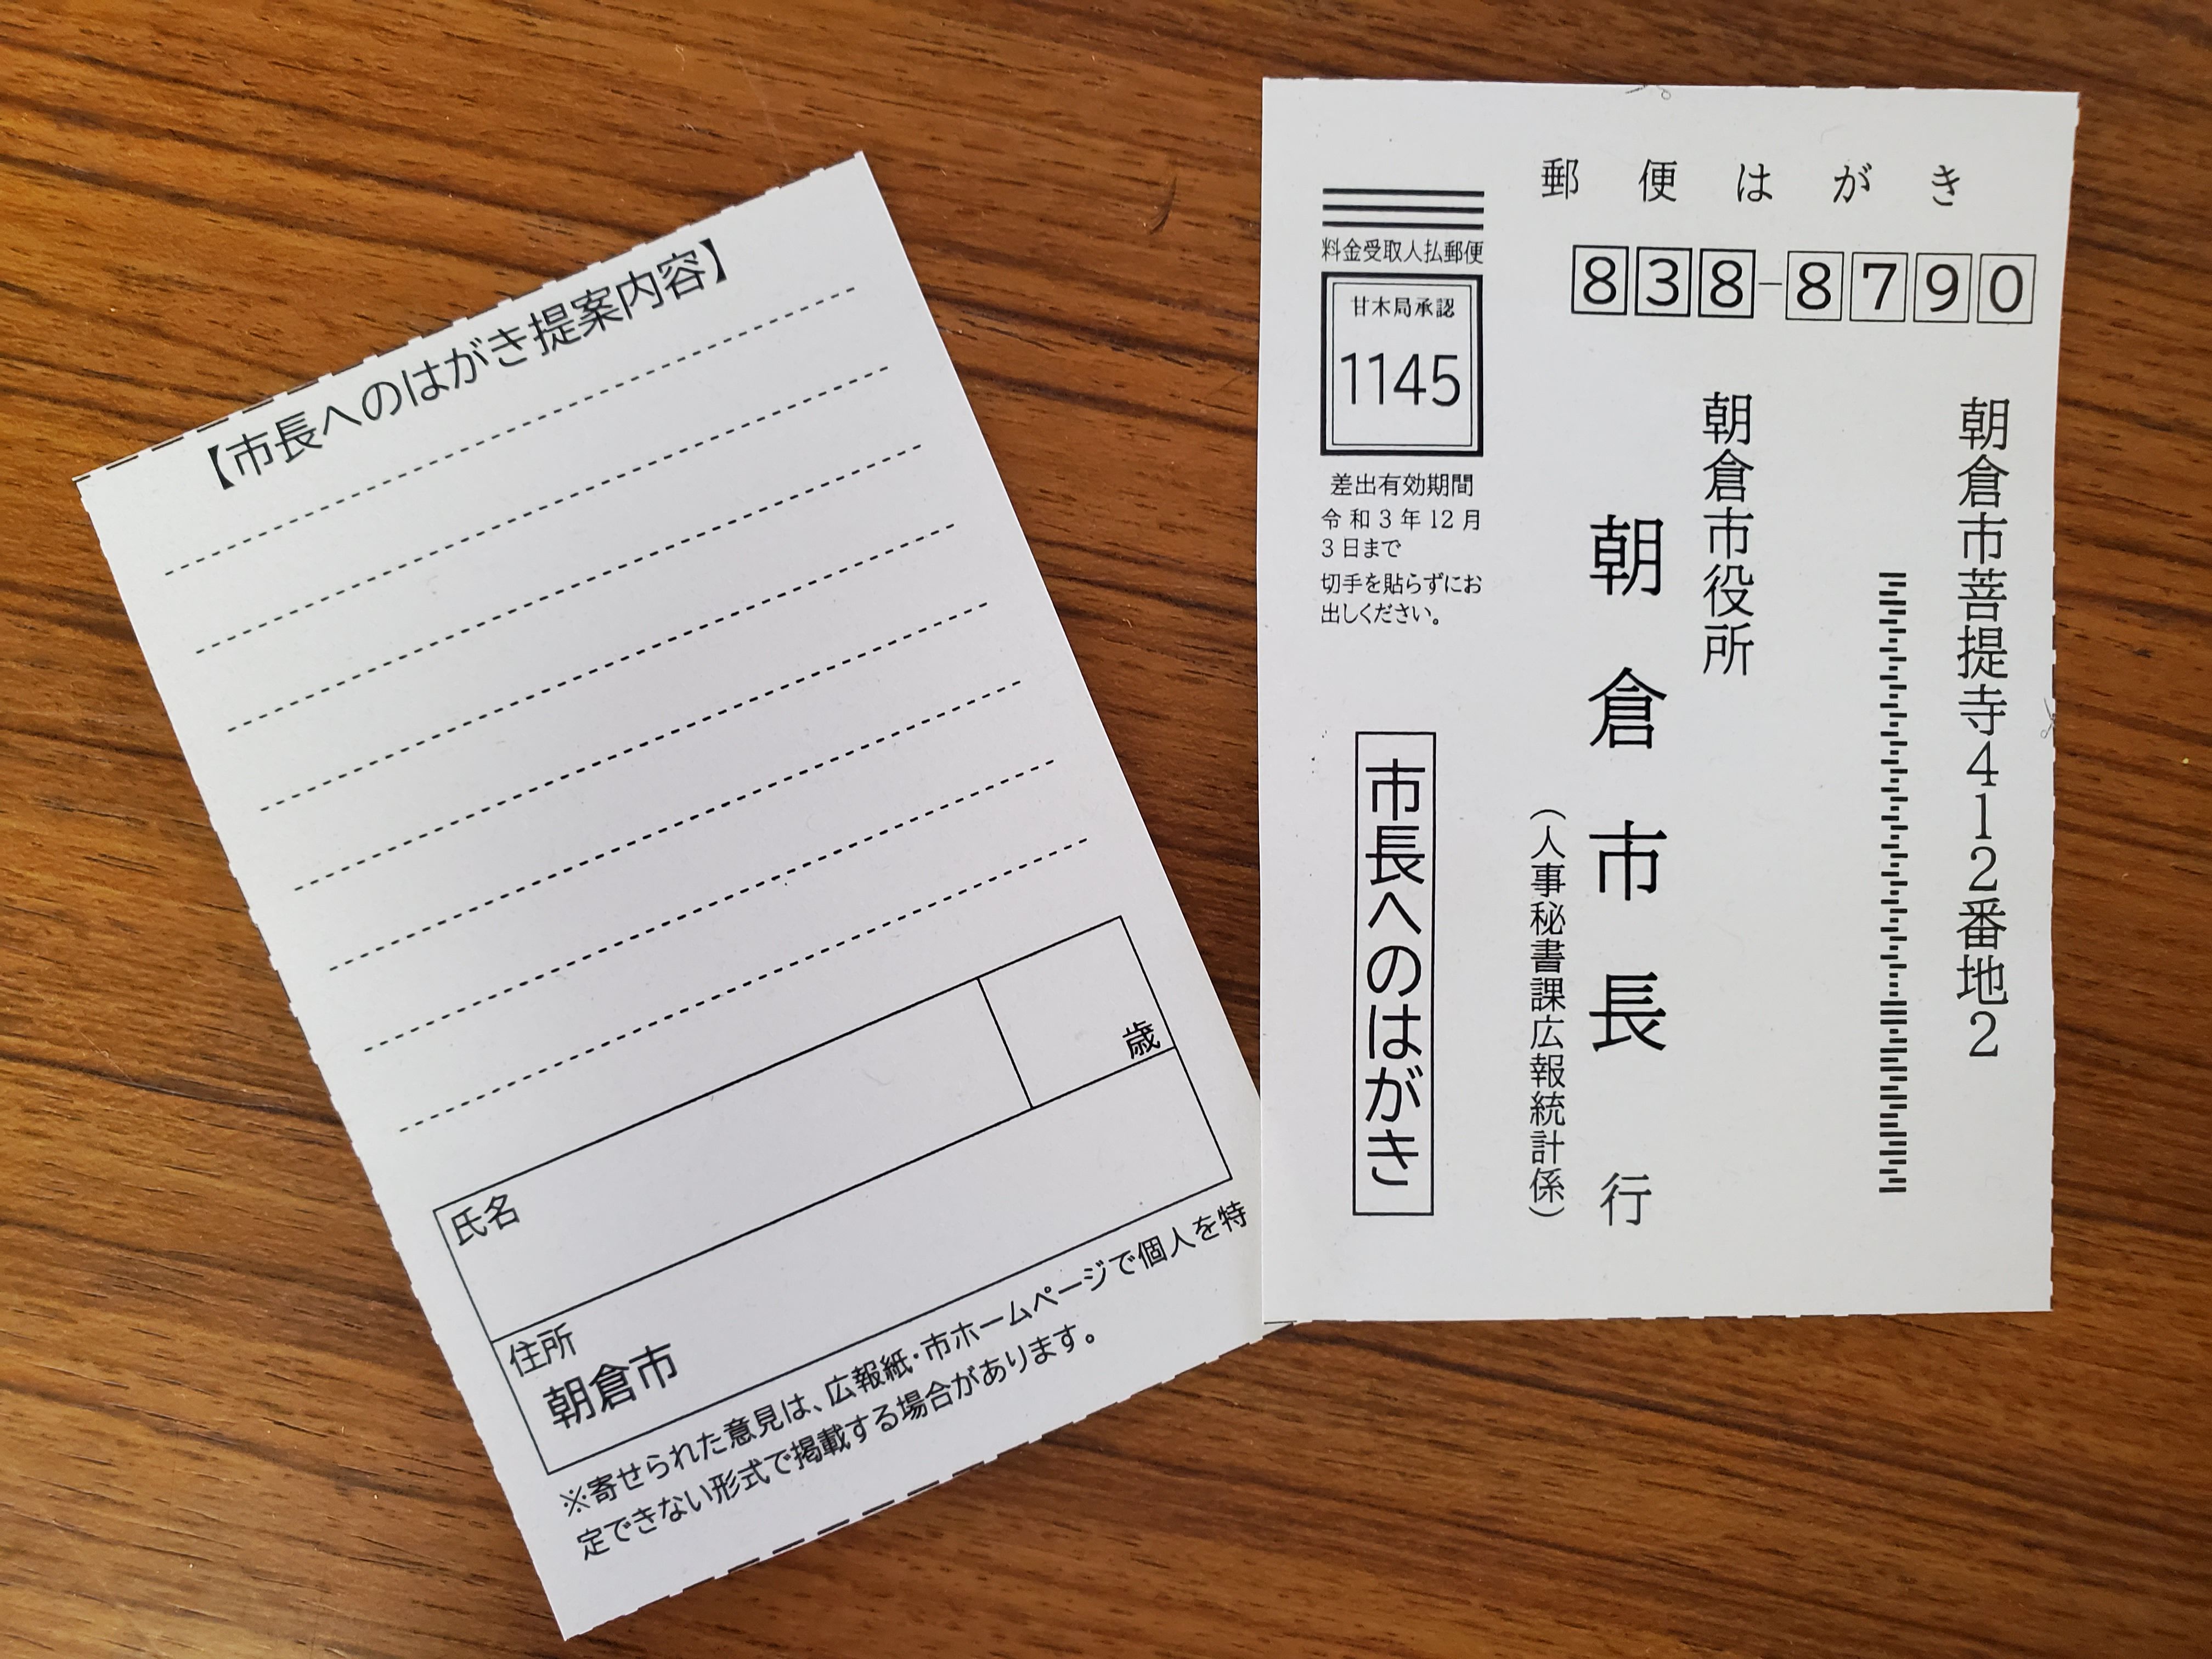 【市長へのはがき提案内容】
歳
氏名
住所
朝倉市
※寄せられた意見は、広報紙・市ホームページで個人を特
定できない形式で掲載する場合があります。
郵便はがき
838-8790
料金受取人払郵便
甘木局承認
1145
差出有効期間
令和3年12月
3日まで
切手を貼らずにお
出しください。
朝倉市菩提寺412番地2
朝倉市役所
朝倉市長 行
（人事秘書課広報統計係）
市長へのはがき